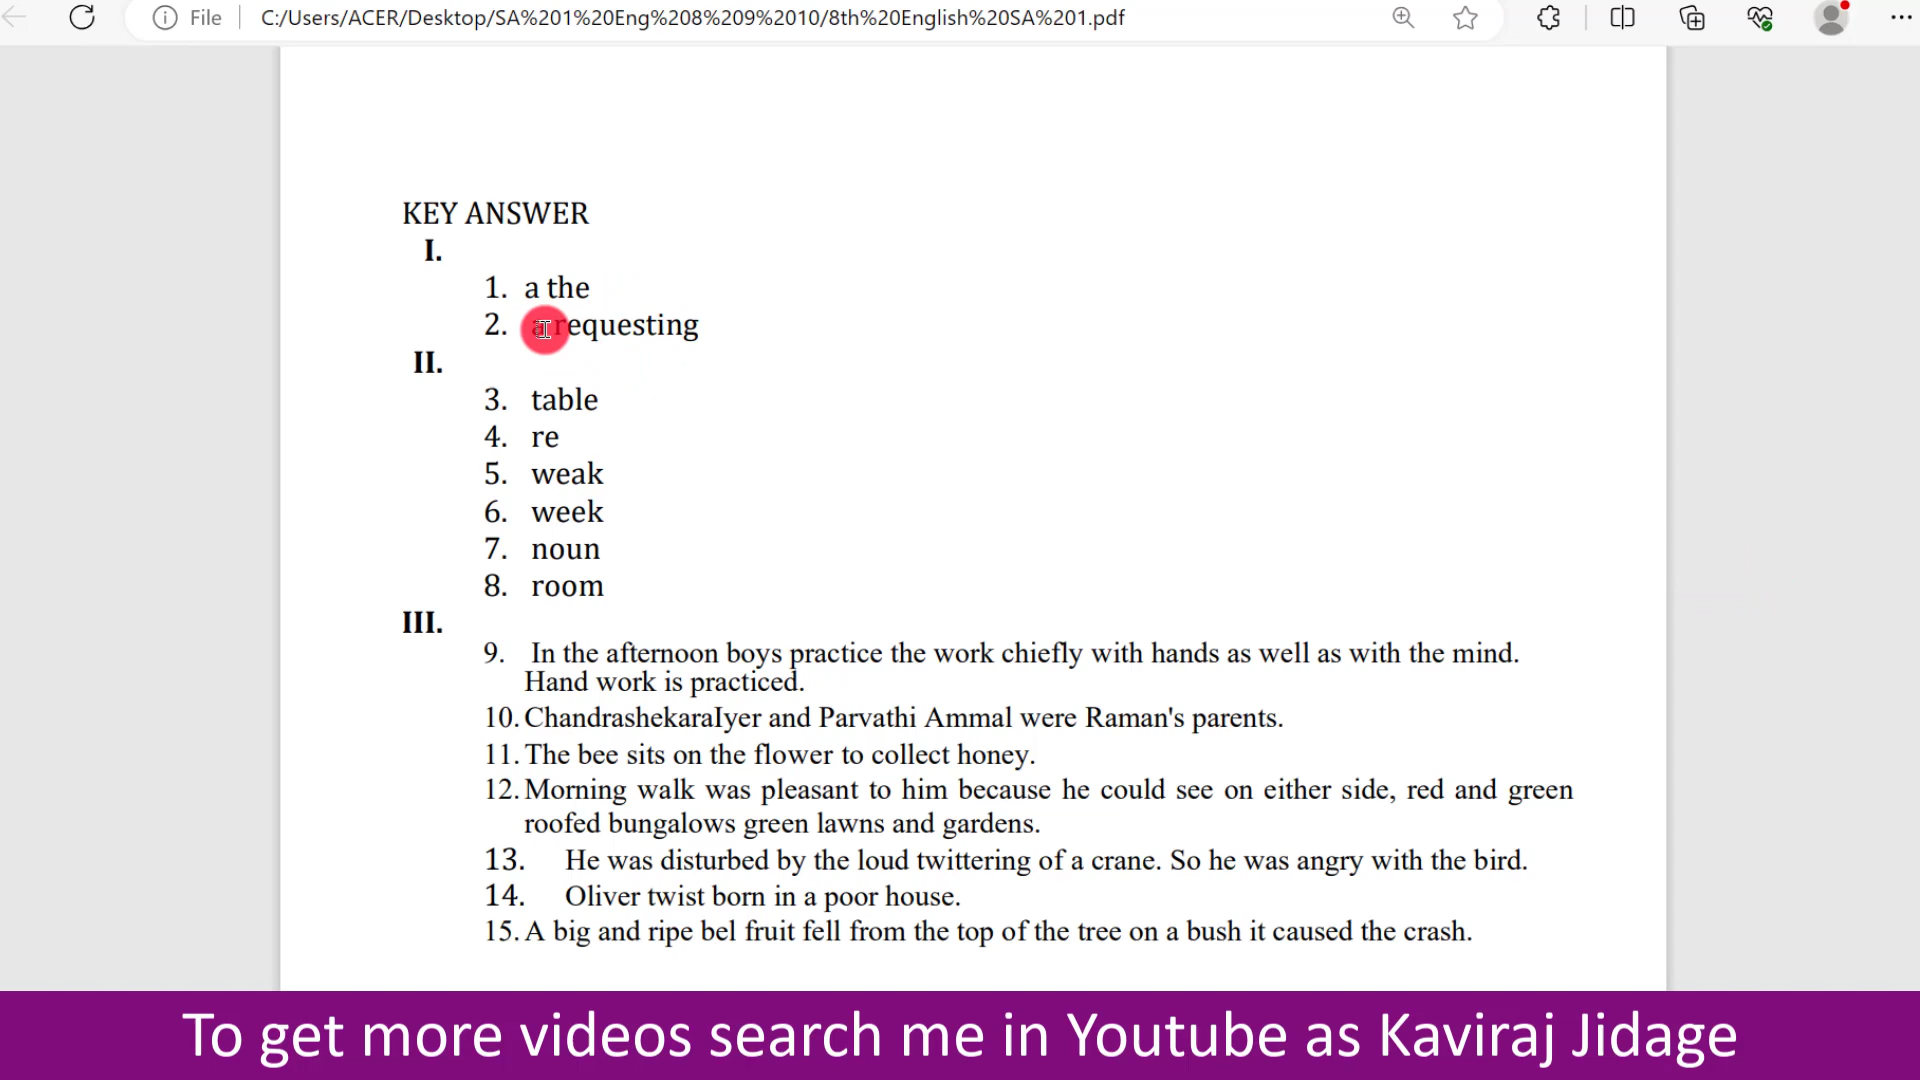 File
C:/Users/ACER/Desktop/SA%201%20Eng%208%209%2010/8th%20English%20SA%201.pdf
KEY ANSWER
I.
1. a the
2. a requesting
II.
3. table
4. re
5. weak
6. week
7. noun
8. room
III.
9. In the afternoon boys practice the work chiefly with hands as well as with the mind.
Hand work is practiced.
10. ChandrashekaraIyer and Parvathi Ammal were Raman's parents.
11. The bee sits on the flower to collect honey.
12. Morning walk was pleasant to him because he could see on either side, red and green
roofed bungalows green lawns and gardens.
13. He was disturbed by the loud twittering of a crane. So he was angry with the bird.
14. Oliver twist born in a poor house.
15. A big and ripe bel fruit fell from the top of the tree on a bush it caused the crash.
To get more videos search me in Youtube as Kaviraj Jidage